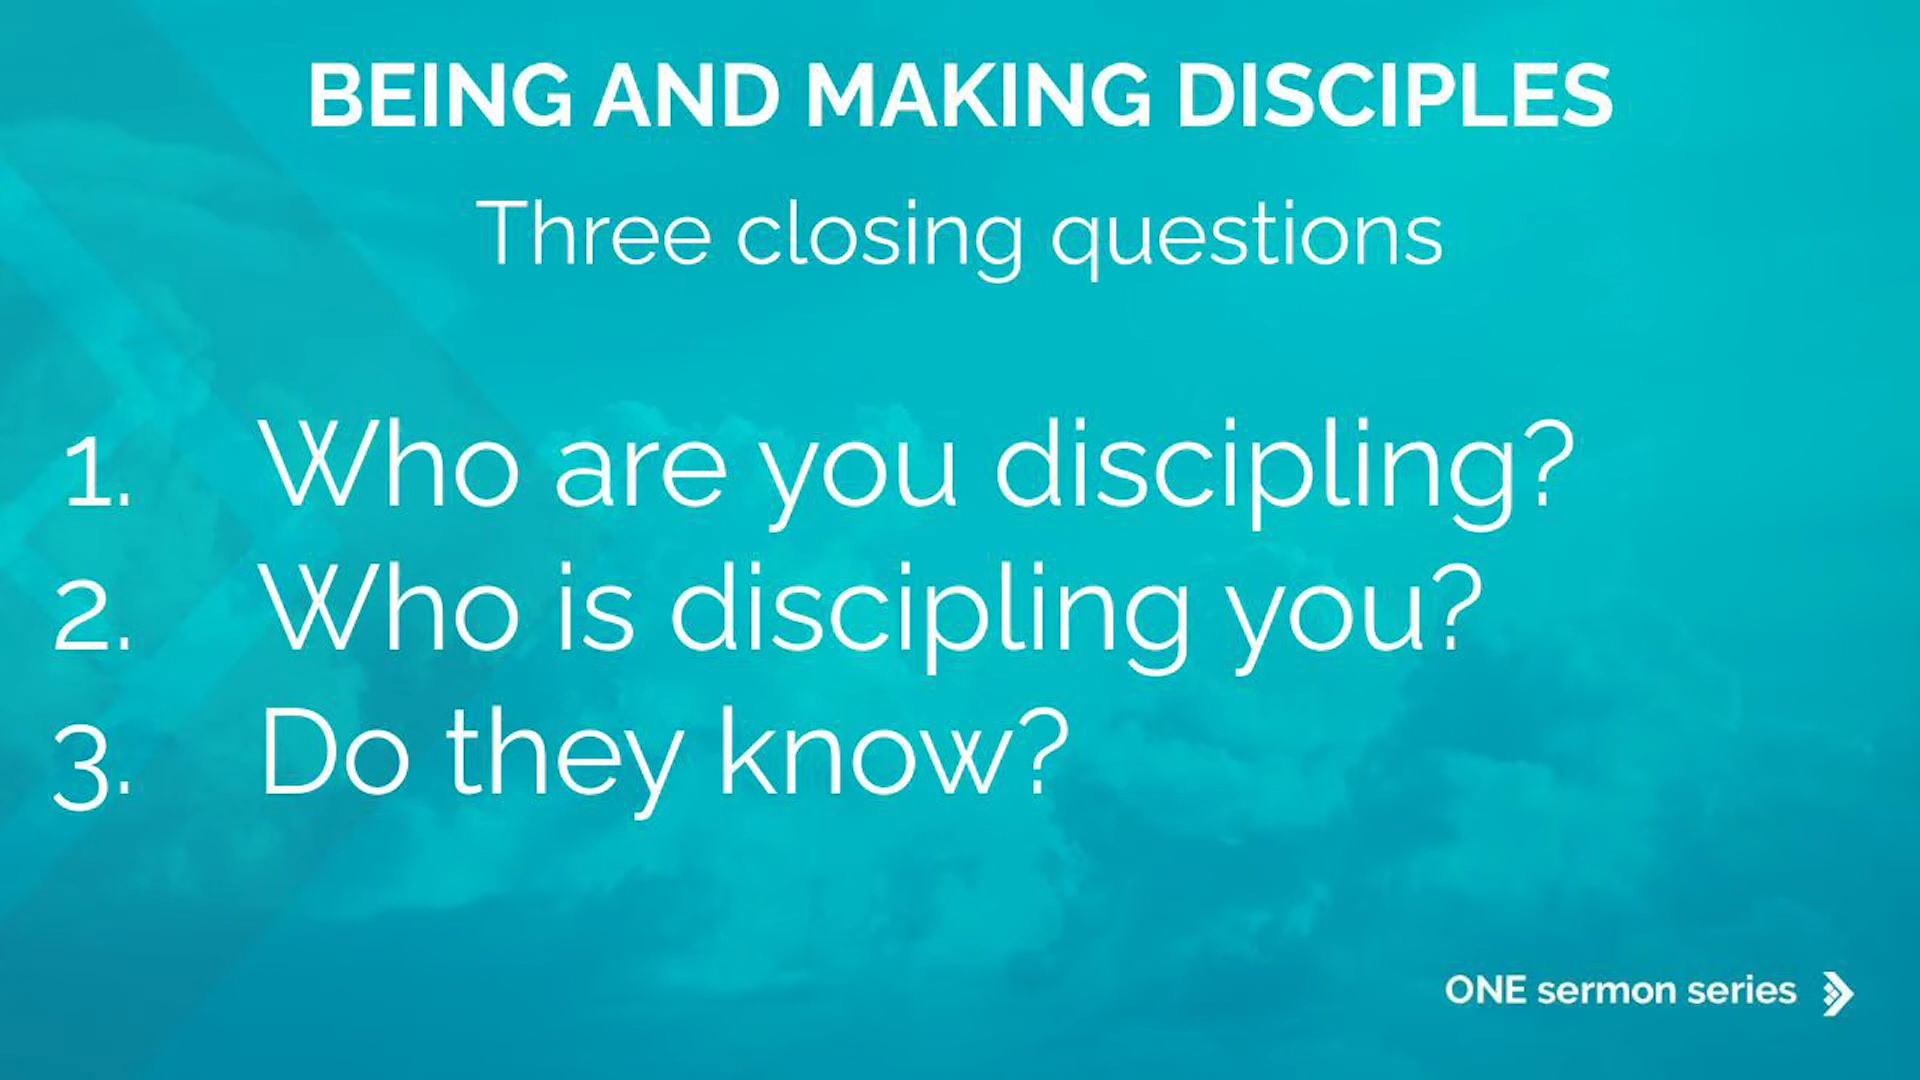 BEING AND MAKING DISCIPLES
Three closing questions
1. Who are you discipling?
2. Who is discipling you?
3. Do they know?
ONE sermon series